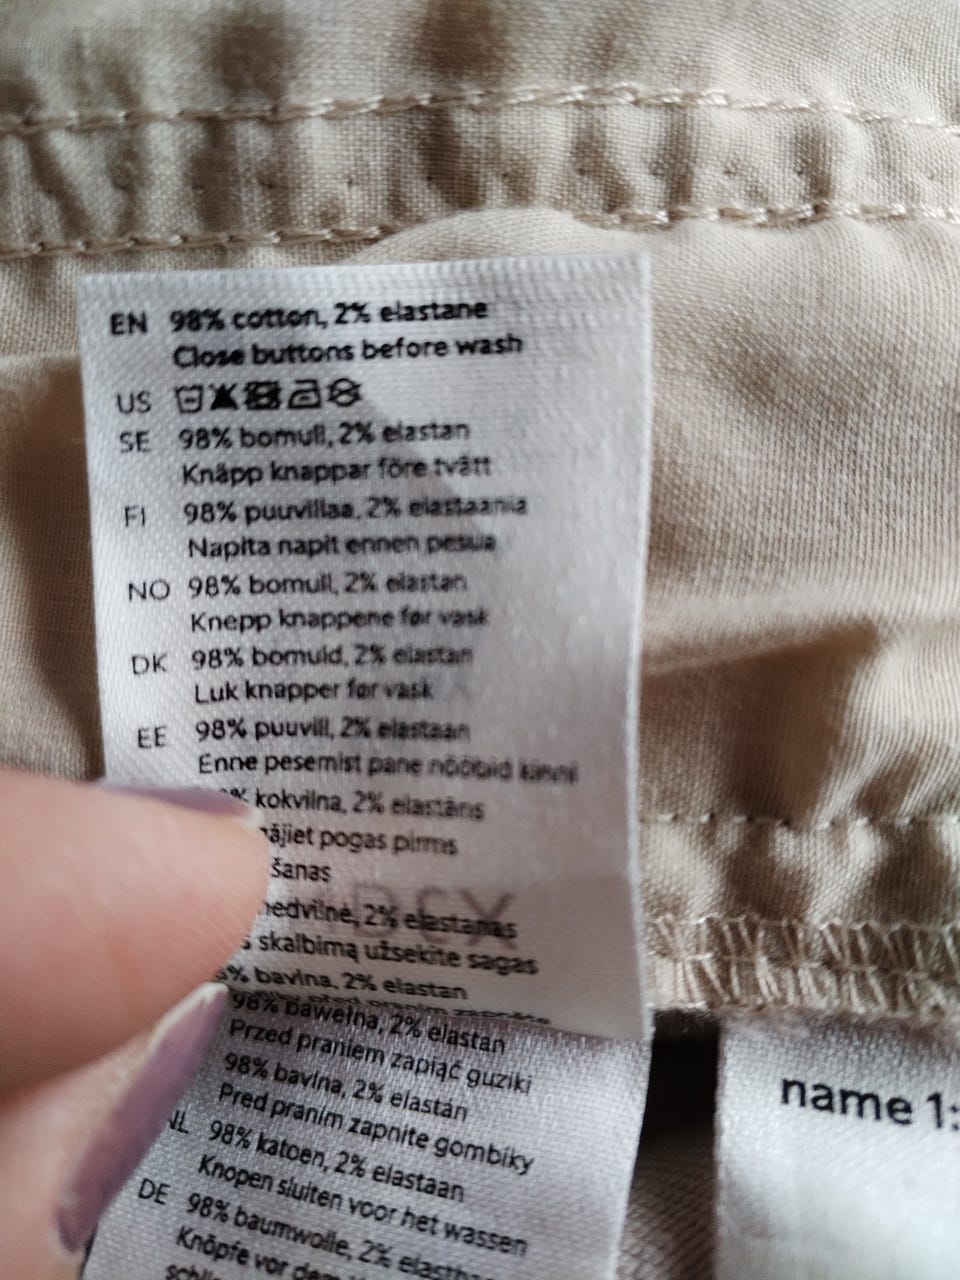 EN 98% cotton, 2% elastane
Close buttons before wash
US
SE 98% bomull, 2% elastan
Knäpp knappar före tvätt
FI 98% puuvillaa, 2% elastaania
Napita napit ennen pesua
NO 98% bomull, 2% elastan
Knepp knappene før vask
DK 98% bomuld, 2% elastan
Luk knapper før vask
EE 98% puuvill, 2% elastaan
Enne pesemist pane nööbid kinni
% kokvilna, 2% elastāns
pogas pirms
2% elastanas
skalbimą užsekite sagas
% bavlna, 2% elastan
98% bawełna, 2% elastan
Przed praniem zapiąć guziki
98% bavlna, 2% elastán
Pred praním zapnite gombíky
NL 98% katoen, 2% elastaan
Knopen sluiten voor het wassen
DE 98% baumwolle, 2%
Knöpfe vor dem
name 1: